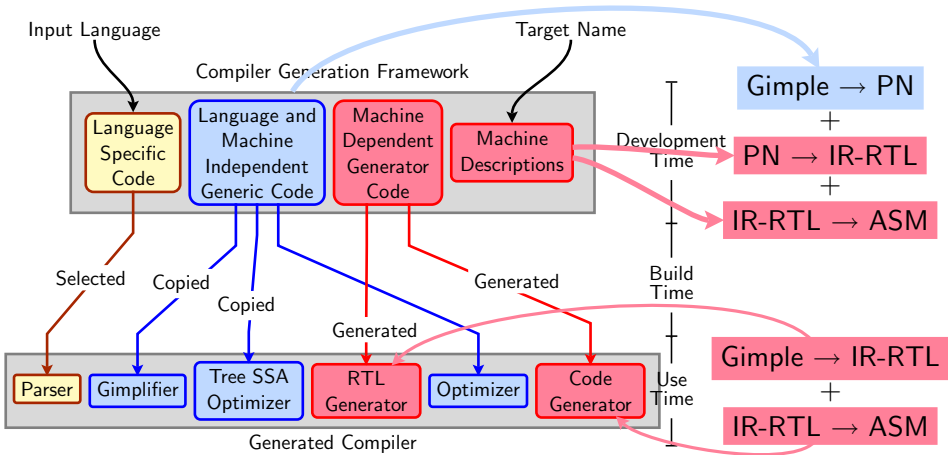 Input Language
Target Name
Compiler Generation Framework
Language
Specific
Code
Language and
Machine
Independent
Generic Code
Machine
Dependent
Generator
Code
Machine
Descriptions
Development
Time
Gimple → PN
+
PN → IR-RTL
+
IR-RTL → ASM
Selected
Copied
Copied
Generated
Generated
Build
Time
Parser
Gimplifier
Tree SSA
Optimizer
RTL
Generator
Optimizer
Code
Generator
Use
Time
Gimple → IR-RTL
+
IR-RTL → ASM
Generated Compiler